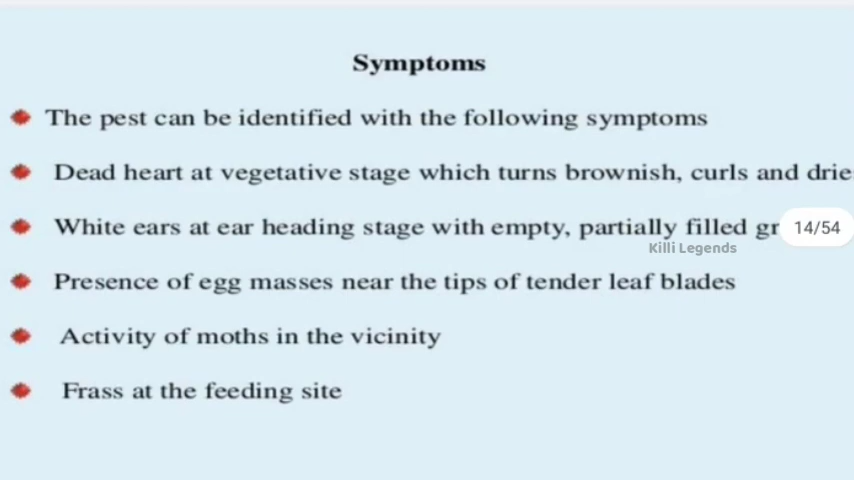 Symptoms
The pest can be identified with the following symptoms
Dead heart at vegetative stage which turns brownish, curls and drie
White ears at ear heading stage with empty, partially filled gr
14/54
Killi Legends
Presence of egg masses near the tips of tender leaf blades
Activity of moths in the vicinity
Frass at the feeding site